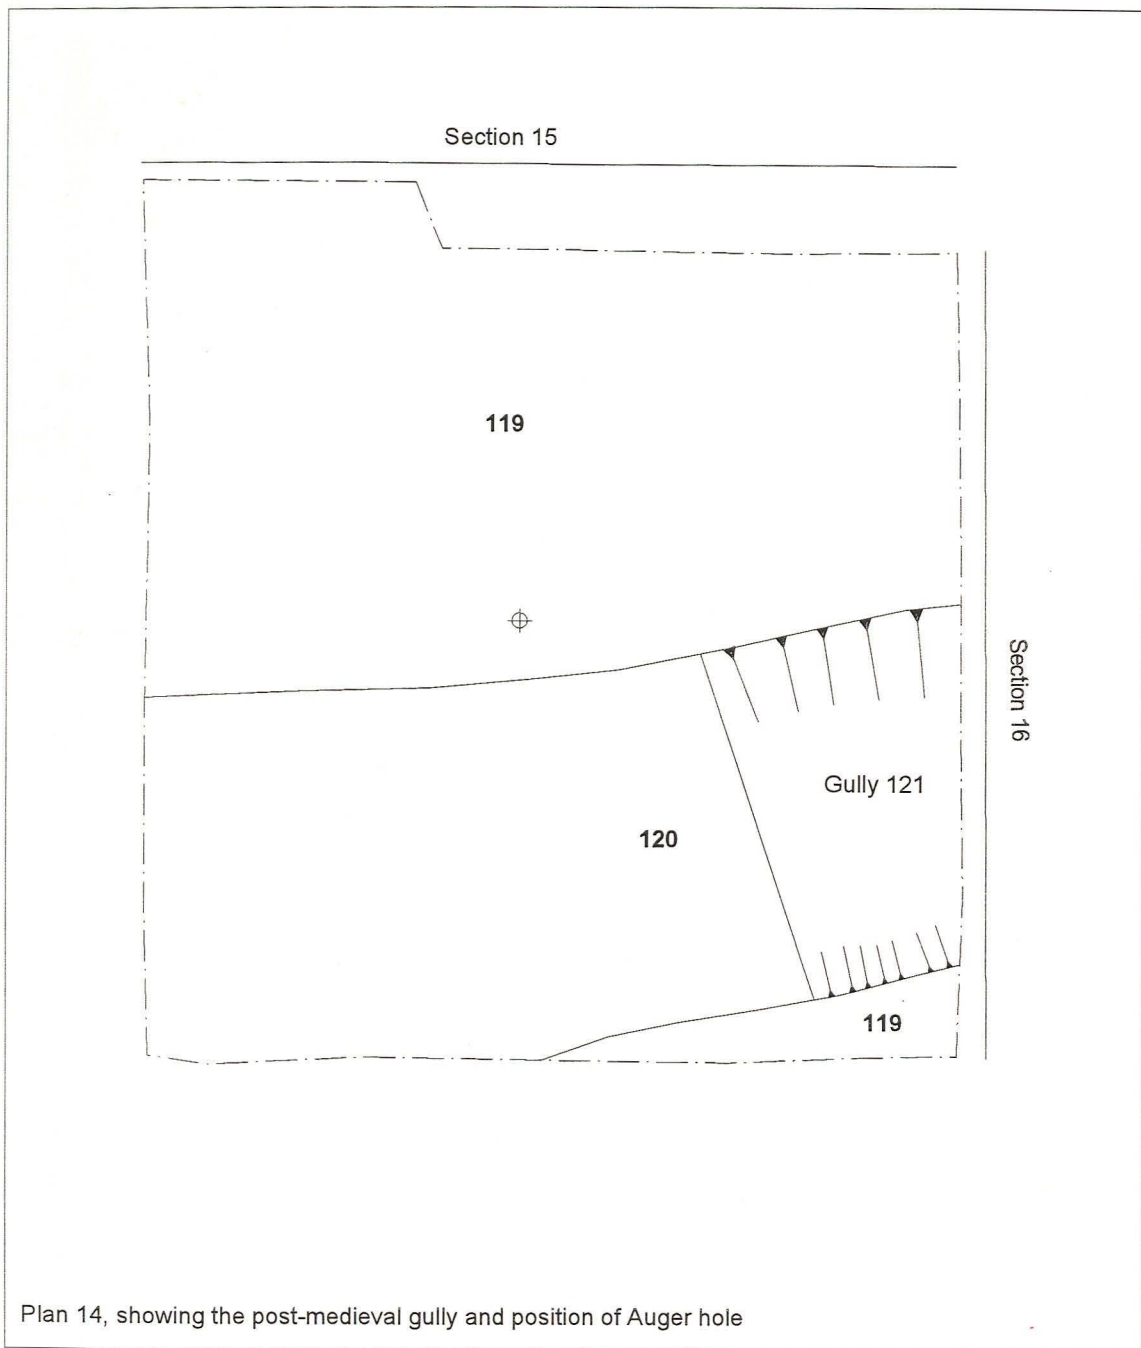 Section 15
119
Section 16
Gully 121
120
119
Plan 14, showing the post-medieval gully and position of Auger hole